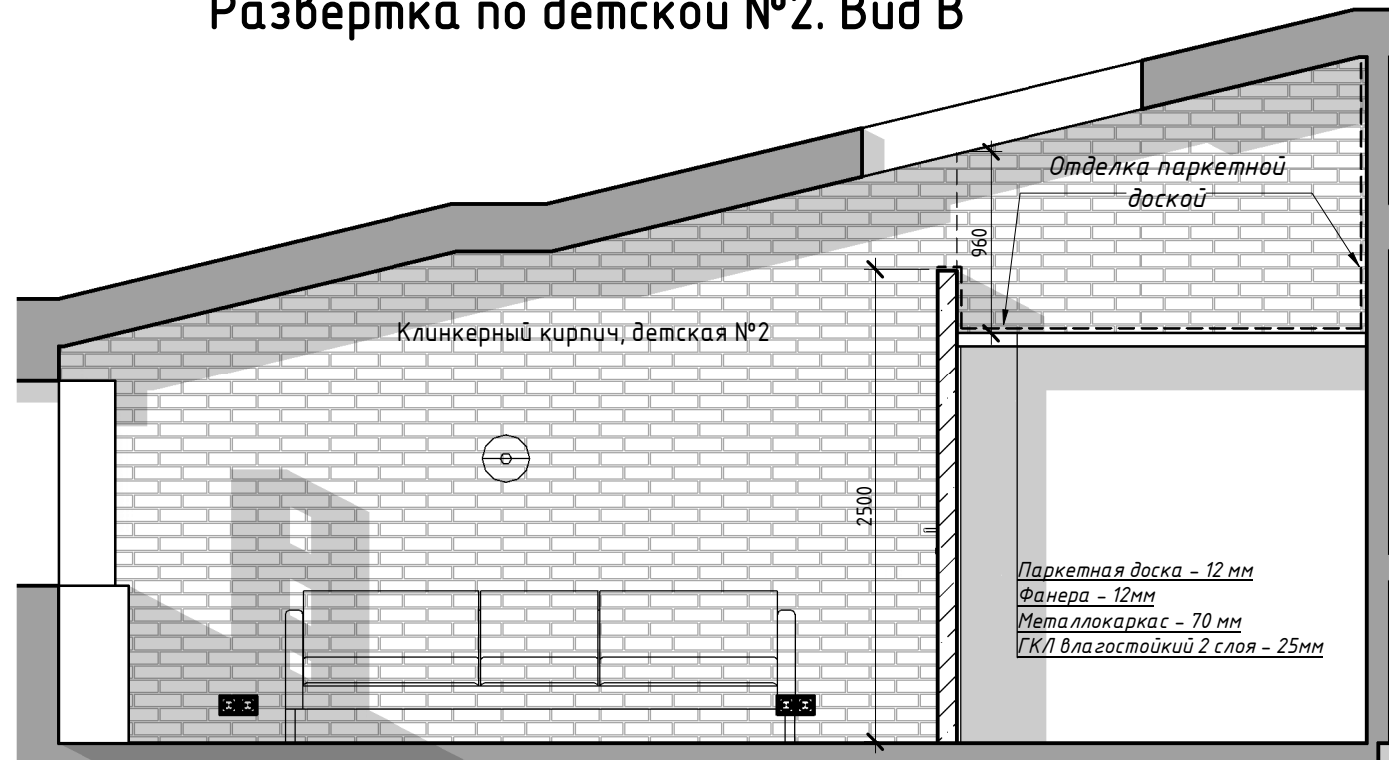 Развертка по детской №2. Вид В
Отделка паркетной
доской
960
Клинкерный кирпич, детская №2
2500
Паркетная доска – 12 мм
Фанера – 12мм
Металлокаркас – 70 мм
ГКЛ влагостойкий 2 слоя – 25мм